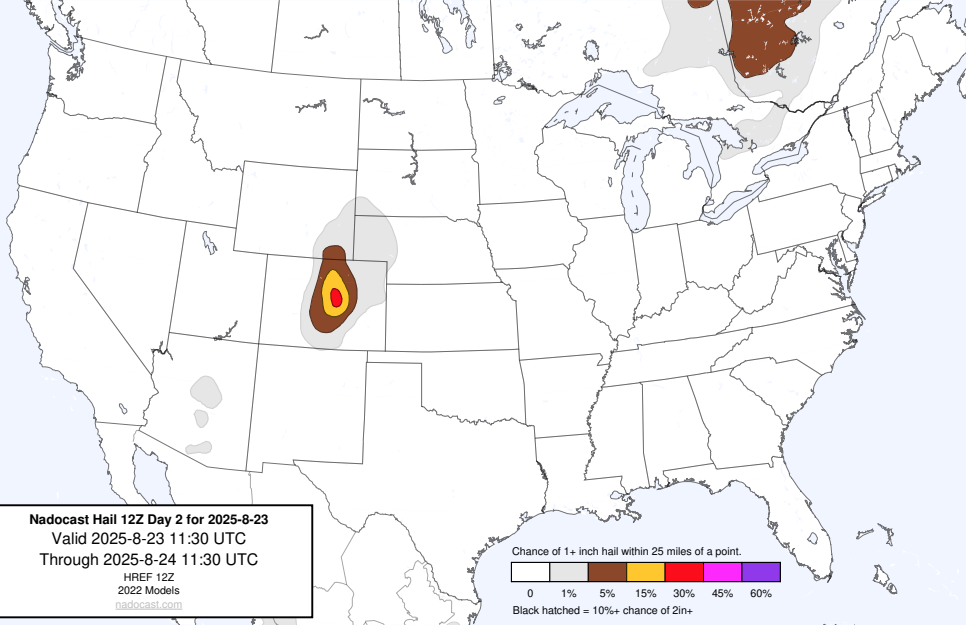 Nadocast Hail 12Z Day 2 for 2025-8-23
Valid 2025-8-23 11:30 UTC
Through 2025-8-24 11:30 UTC
HREF 12Z
2022 Models
nadocast.com
Chance of 1+ inch hail within 25 miles of a point.
0 1% 5% 15% 30% 45% 60%
Black hatched = 10%+ chance of 2in+